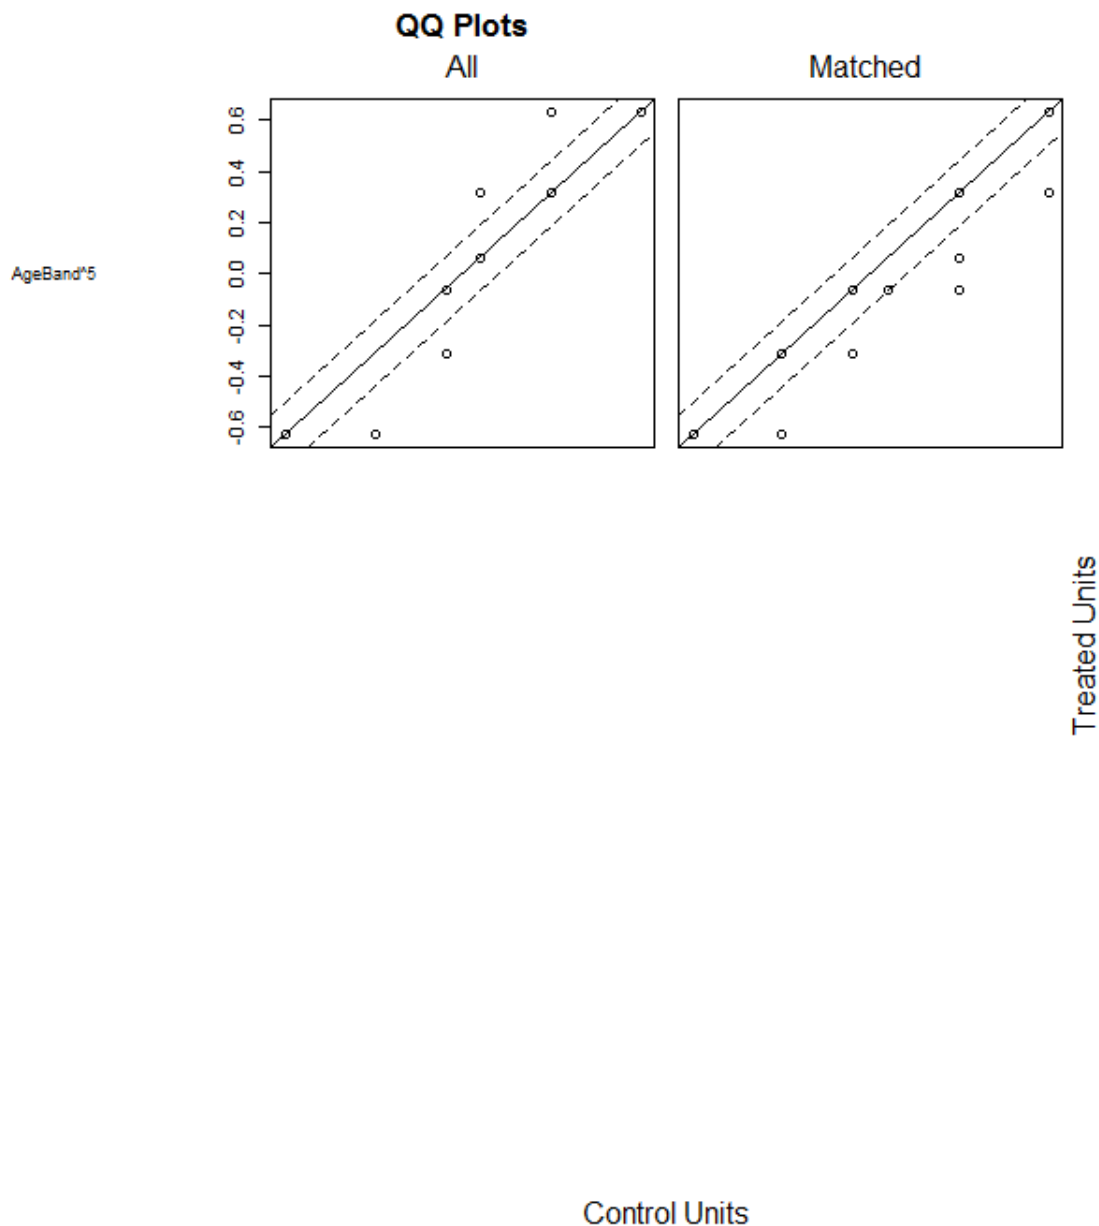 QQ Plots
All
Matched
AgeBand^5
0.6
0.4
0.2
0.0
-0.2
-0.4
-0.6
Treated Units
Control Units